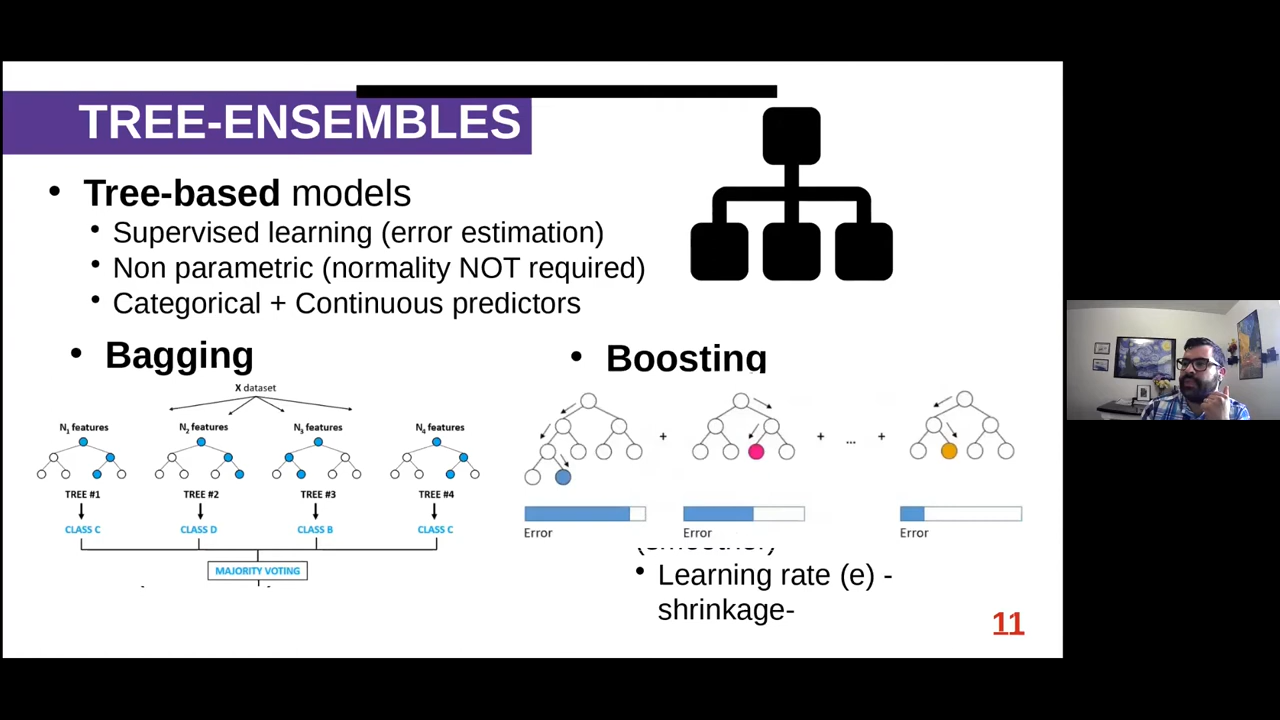 TREE-ENSEMBLES
• Tree-based models
• Supervised learning (error estimation)
• Non parametric (normality NOT required)
• Categorical + Continuous predictors
• Bagging
X dataset
N1 features N2 features N3 features N4 features
TREE #1 TREE #2 TREE #3 TREE #4
CLASS C CLASS D CLASS B CLASS C
MAJORITY VOTING
• Boosting
+ + ... +
Error Error Error
• Learning rate (e) -
shrinkage-
11